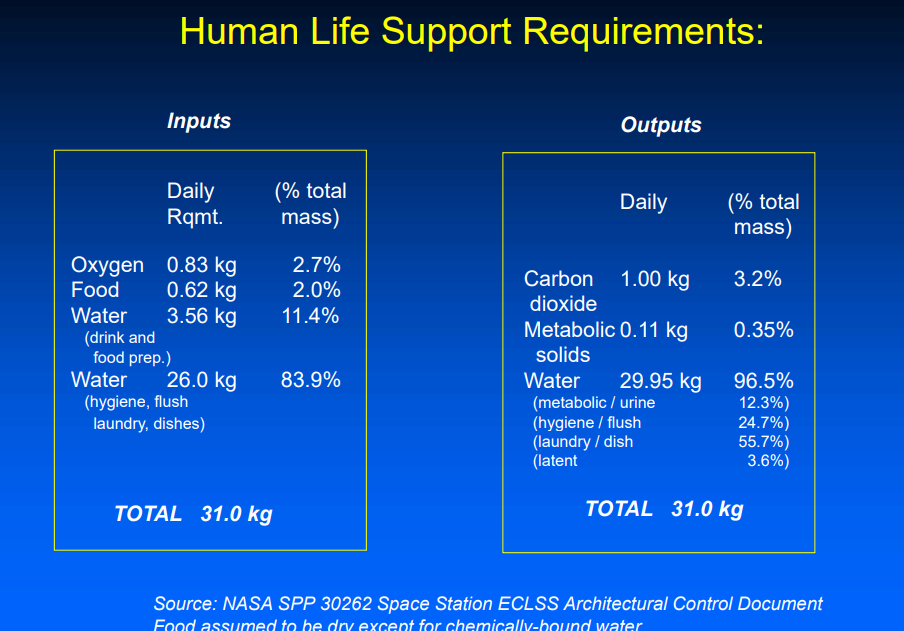 Human Life Support Requirements:
Inputs
Daily (% total
Rqmt. mass)
Oxygen 0.83 kg 2.7%
Food 0.62 kg 2.0%
Water 3.56 kg 11.4%
(drink and
food prep.)
Water 26.0 kg 83.9%
(hygiene, flush
laundry, dishes)
TOTAL 31.0 kg
Outputs
Daily (% total
mass)
Carbon 1.00 kg 3.2%
dioxide
Metabolic 0.11 kg 0.35%
solids
Water 29.95 kg 96.5%
(metabolic / urine 12.3%)
(hygiene / flush 24.7%)
(laundry / dish 55.7%)
(latent 3.6%)
TOTAL 31.0 kg
Source: NASA SPP 30262 Space Station ECLSS Architectural Control Document
Food assumed to be dry except for chemically-bound water